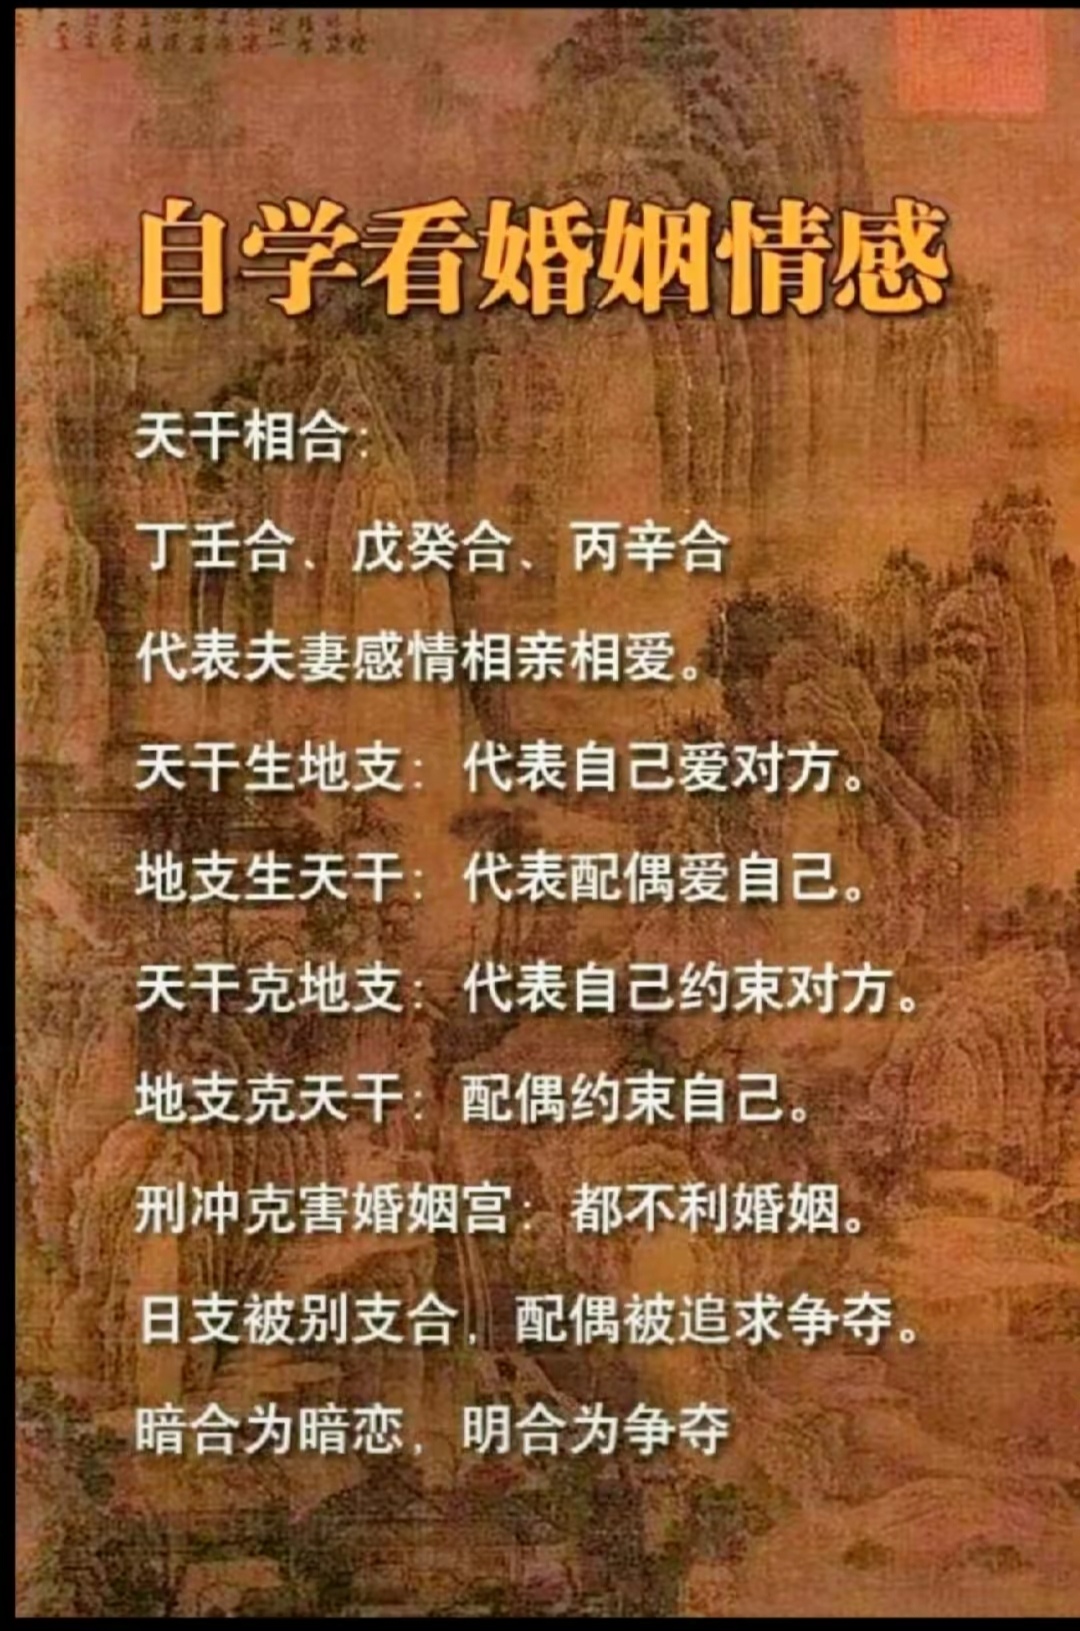 自学看婚姻情感
天干相合：
丁壬合、戊癸合、丙辛合
代表夫妻感情相亲相爱。
天干生地支：代表自己爱对方。
地支生天干：代表配偶爱自己。
天干克地支：代表自己约束对方。
地支克天干：配偶约束自己。
刑冲克害婚姻宫：都不利婚姻。
日支被别支合，配偶被追求争夺。
暗合为暗恋，明合为争夺